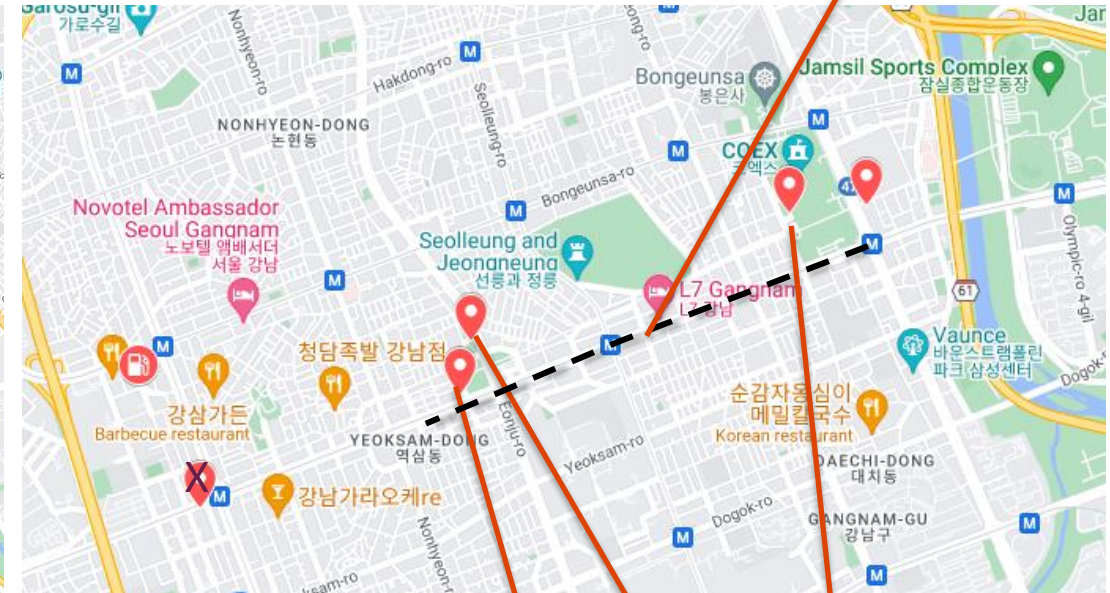 Garosu-gil
가로수길
Nonhyeon-ro
M
M
Hakdong-ro
Seolleung-ro
M
Bongeunsa
봉은사
Jamsil Sports Complex
잠실종합운동장
Jam
NONHYEON-DONG
논현동
M
M
COEX
코엑스
M
Bongeunsa-ro
Novotel Ambassador
Seoul Gangnam
노보텔 앰배서더
서울 강남
M
Seolleung and
Jeongneung
선릉과 정릉
M
Olympic-ro 4-gil
M
L7 Gangnam
L7 강남
61
M
청담족발 강남점
M
Vaunce
바운스트램폴린
파크 삼성센터
강삼가든
Barbecue restaurant
순감자옹심이
메밀칼국수
Korean restaurant
YEOKSAM-DONG
역삼동
Eonju-ro
Yeoksam-ro
DAECHI-DONG
대치동
X
M
강남가라오케re
Nonhyeon-
Dogok-ro
GANGNAM-GU
강남구
M
M
M